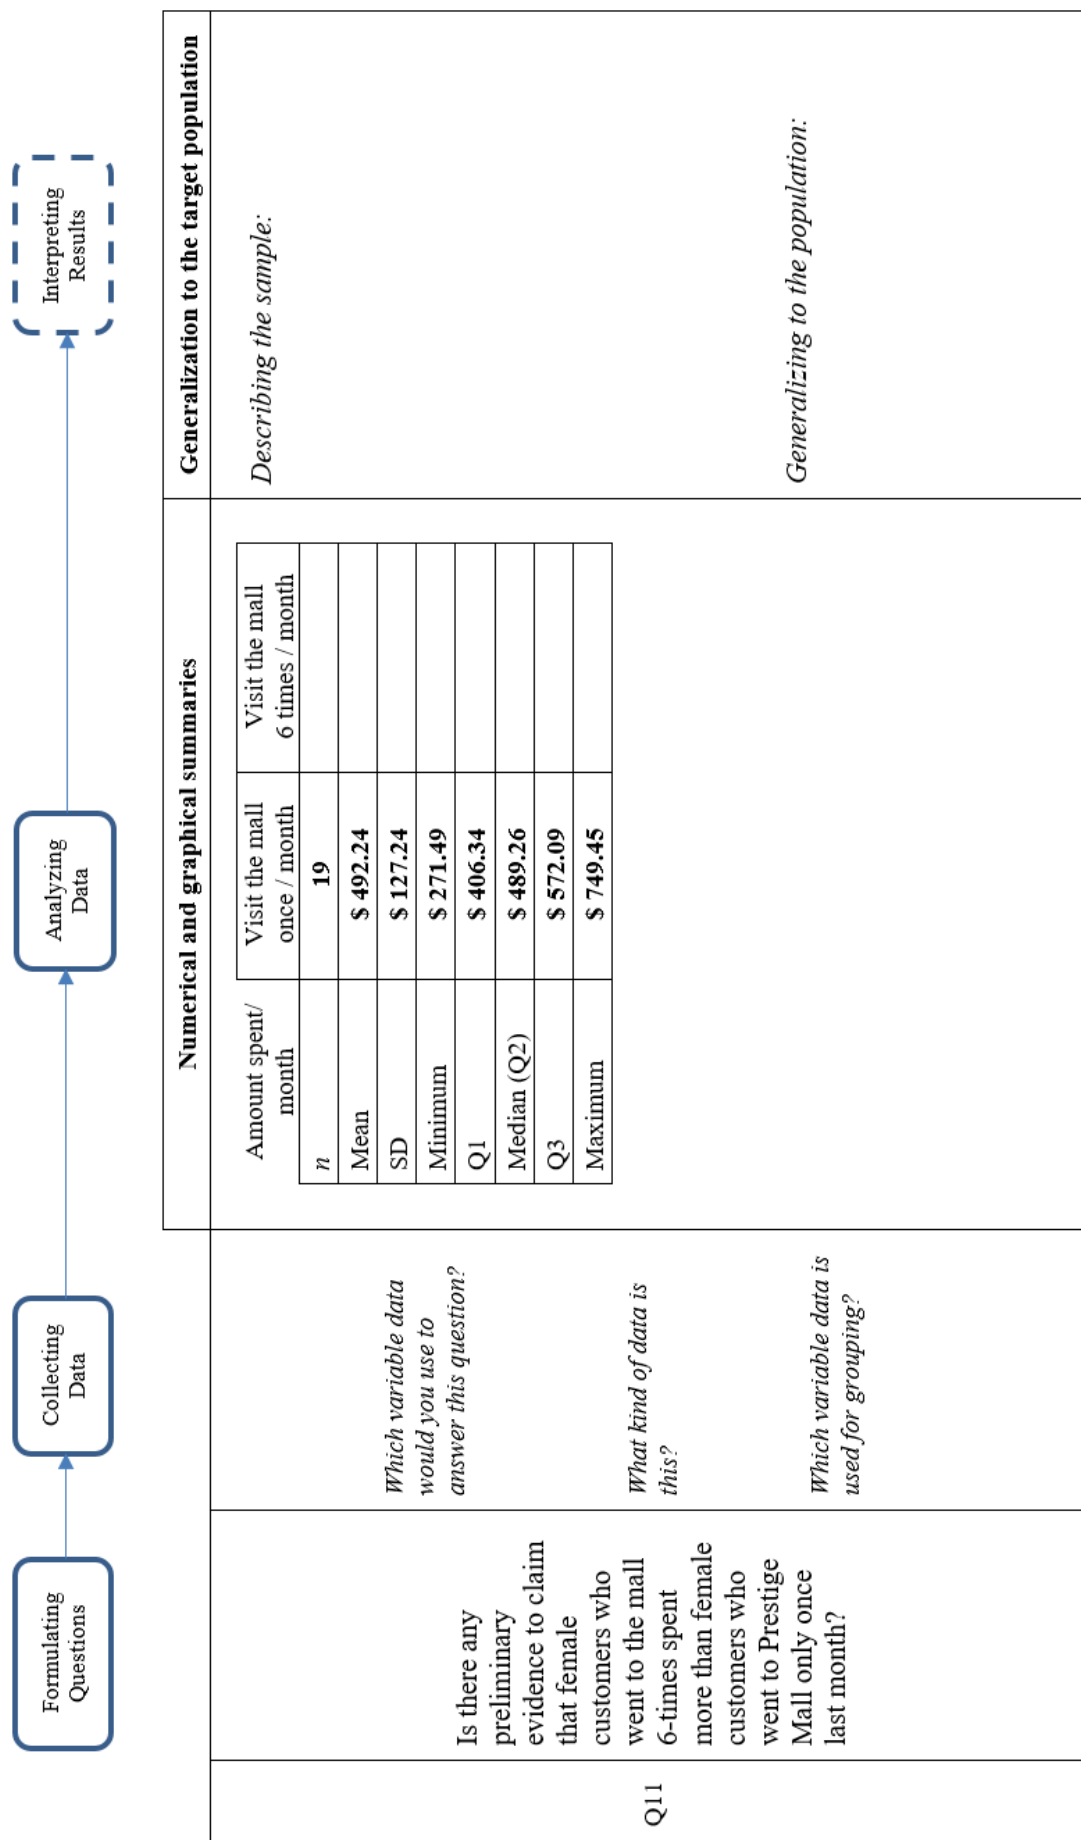 Formulating
Questions
Collecting
Data
Analyzing
Data
Interpreting
Results
Numerical and graphical summaries
Generalization to the target population
Q11
Is there any
preliminary
evidence to claim
that female
customers who
went to the mall
6-times spent
more than female
customers who
went to Prestige
Mall only once
last month?
Which variable data
would you use to
answer this question?
What kind of data is
this?
Which variable data is
used for grouping?
Amount spent/
month
Visit the mall
once / month
Visit the mall
6 times / month
n 19
Mean $ 492.24
SD $ 127.24
Minimum $ 271.49
Q1 $ 406.34
Median (Q2) $ 489.26
Q3 $ 572.09
Maximum $ 749.45
Describing the sample:
Generalizing to the population: